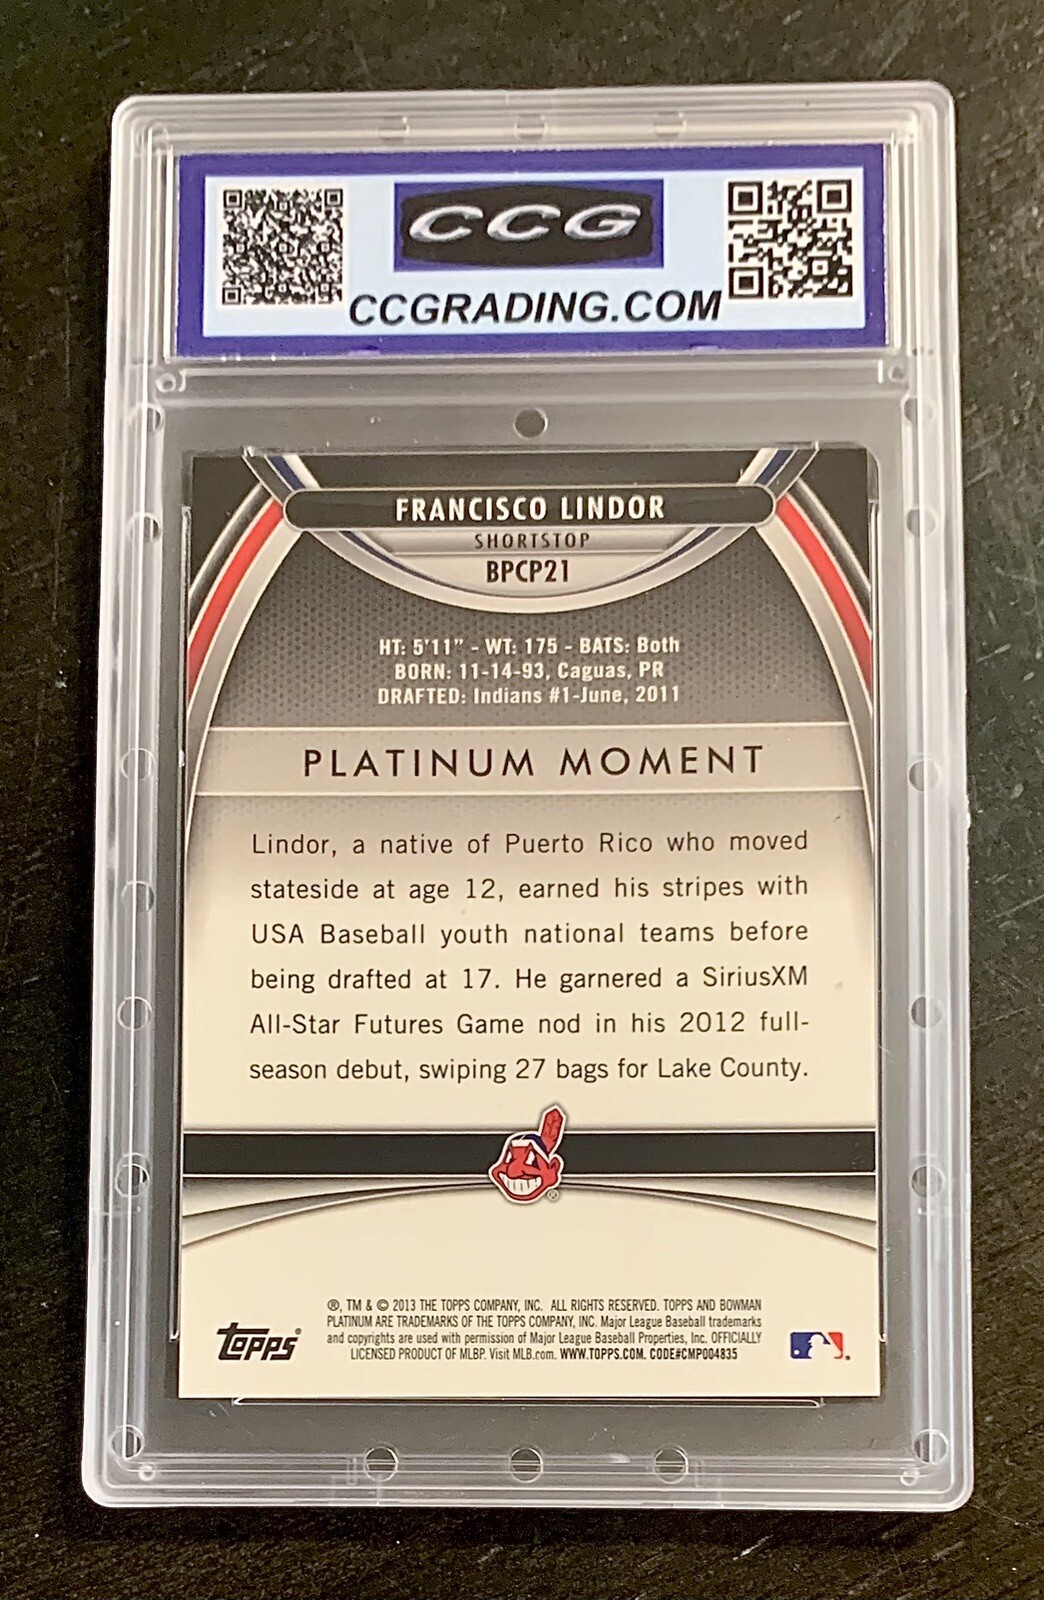 CCG
CCGRADING.COM
FRANCISCO LINDOR
SHORTSTOP
BPCP21
HT: 5'11" - WT: 175 - BATS: Both
BORN: 11-14-93, Caguas, PR
DRAFTED: Indians #1-June, 2011
PLATINUM MOMENT
Lindor, a native of Puerto Rico who moved
stateside at age 12, earned his stripes with
USA Baseball youth national teams before
being drafted at 17. He garnered a SiriusXM
All-Star Futures Game nod in his 2012 full-
season debut, swiping 27 bags for Lake County.
®
®, TM & © 2013 THE TOPPS COMPANY, INC. ALL RIGHTS RESERVED. TOPPS AND BOWMAN
PLATINUM ARE TRADEMARKS OF THE TOPPS COMPANY, INC. Major League Baseball trademarks
and copyrights are used with permission of Major League Baseball Properties, Inc. OFFICIALLY
LICENSED PRODUCT OF MLBP. Visit MLB.com. WWW.TOPPS.COM. CODE#CMP004835
Topps®